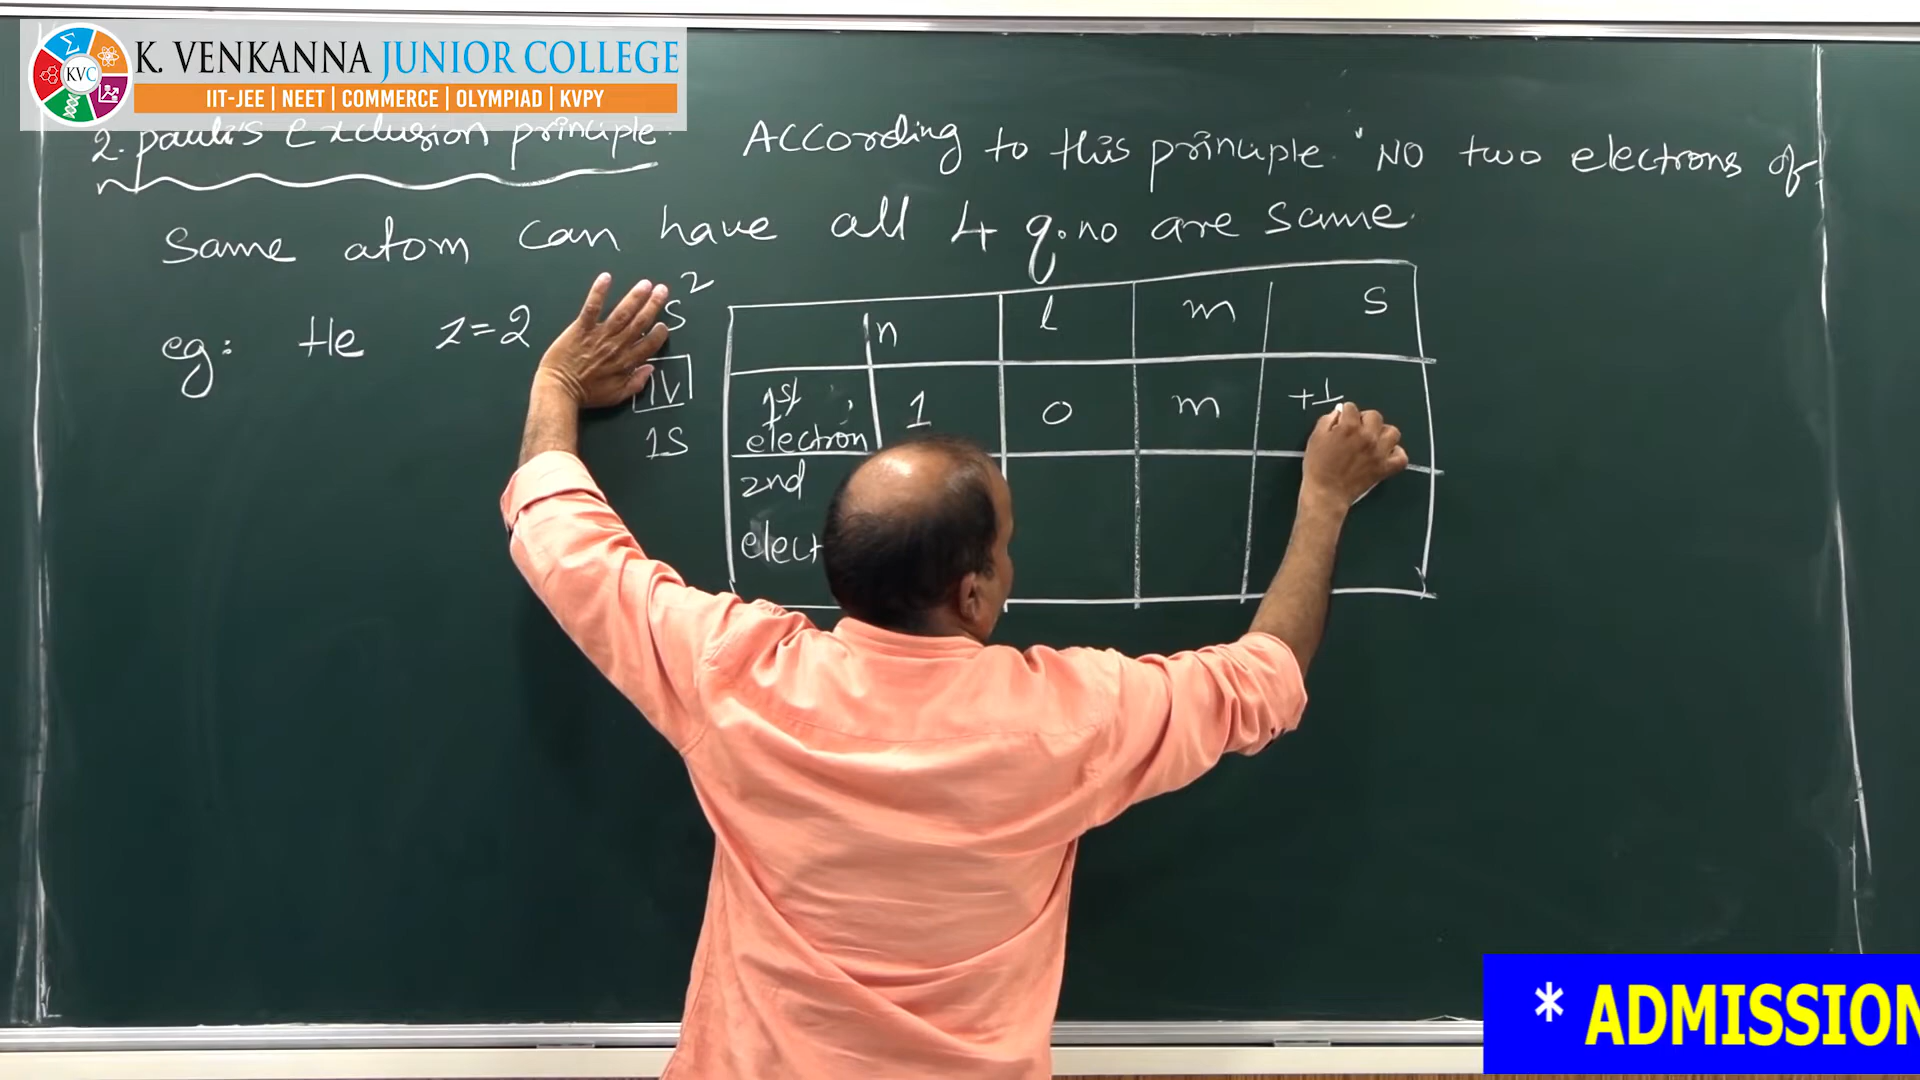 K. VENKANNA JUNIOR COLLEGE
KVC
IIT-JEE | NEET | COMMERCE | OLYMPIAD | KVPY
2. pauli's Exclusion principle: According to this principle. "No two electrons of
same atom can have all 4 q.no are same.
eg: He z=2 s²
1s
n l m s
1st electron 1 0 m +1/
2nd
elect
* ADMISSION